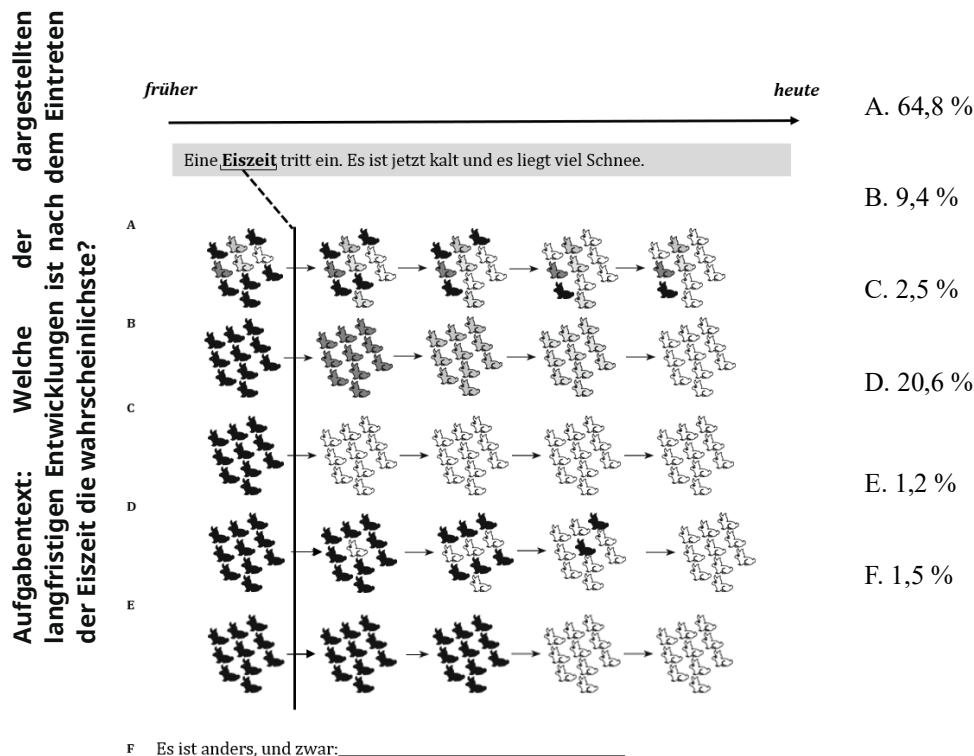 Aufgabentext: Welche der dargestellten
langfristigen Entwicklungen ist nach dem Eintreten
der Eiszeit die wahrscheinlichste?
früher
heute
Eine Eiszeit tritt ein. Es ist jetzt kalt und es liegt viel Schnee.
A
B
C
D
E
F Es ist anders, und zwar:
A. 64,8 %
B. 9,4 %
C. 2,5 %
D. 20,6 %
E. 1,2 %
F. 1,5 %